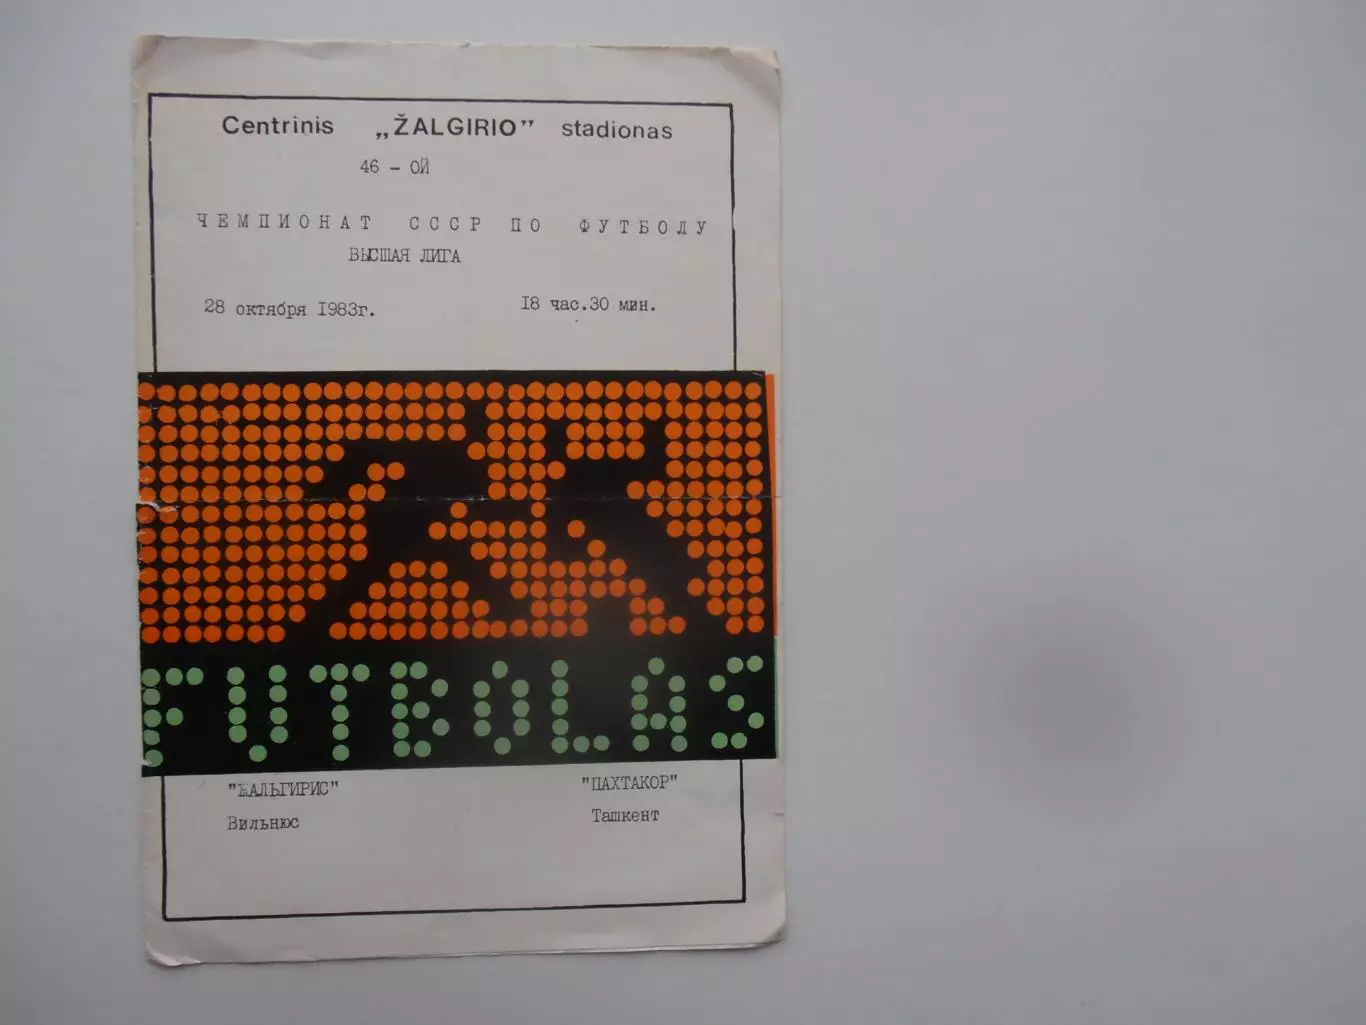 Centrinis „ŽALGIRIO” stadionas
46 - ОЙ
ЧЕМПИОНАТ СССР ПО ФУТБОЛУ
ВЫСШАЯ ЛИГА
28 октября 1983г. 18 час.30 мин.
FUTBOLAS
"ЖАЛЬГИРИС" "ПАХТАКОР"
Вильнюс Ташкент